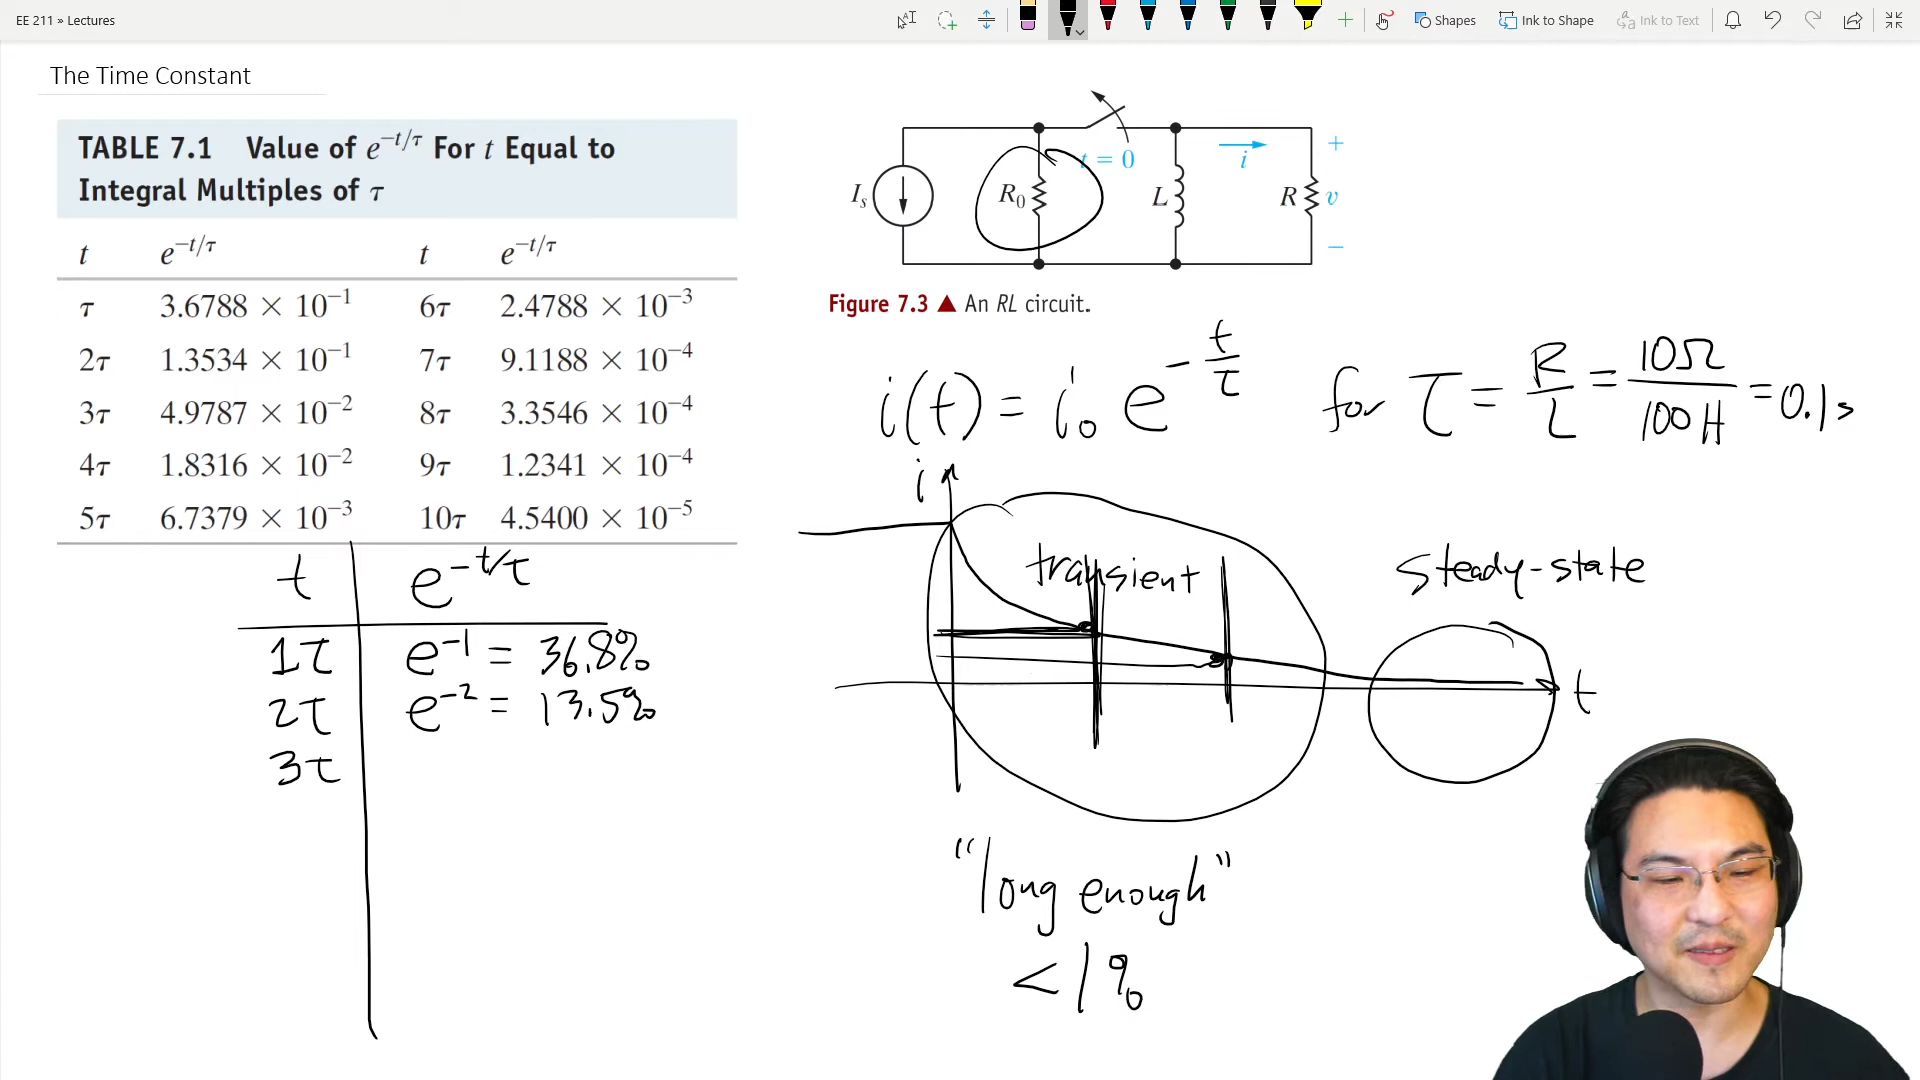 EE 211 » Lectures
Shapes
Ink to Shape
Ink to Text
The Time Constant
TABLE 7.1 Value of e^{−t/τ} For t Equal to
Integral Multiples of τ
t e^{−t/τ} t e^{−t/τ}
τ 3.6788 × 10^{−1} 6τ 2.4788 × 10^{−3}
2τ 1.3534 × 10^{−1} 7τ 9.1188 × 10^{−4}
3τ 4.9787 × 10^{−2} 8τ 3.3546 × 10^{−4}
4τ 1.8316 × 10^{−2} 9τ 1.2341 × 10^{−4}
5τ 6.7379 × 10^{−3} 10τ 4.5400 × 10^{−5}
t e^{−t/τ}
1τ e^{−1} = 36.8%
2τ e^{−2} = 13.5%
3τ
t = 0
i
+
I_s R_0 L R v
−
Figure 7.3 ▲ An RL circuit.
i(t) = i_0 e^{−t/τ} for τ = R/L = 10Ω/100H = 0.1s
i
transient
steady-state
t
"long enough"
<1%